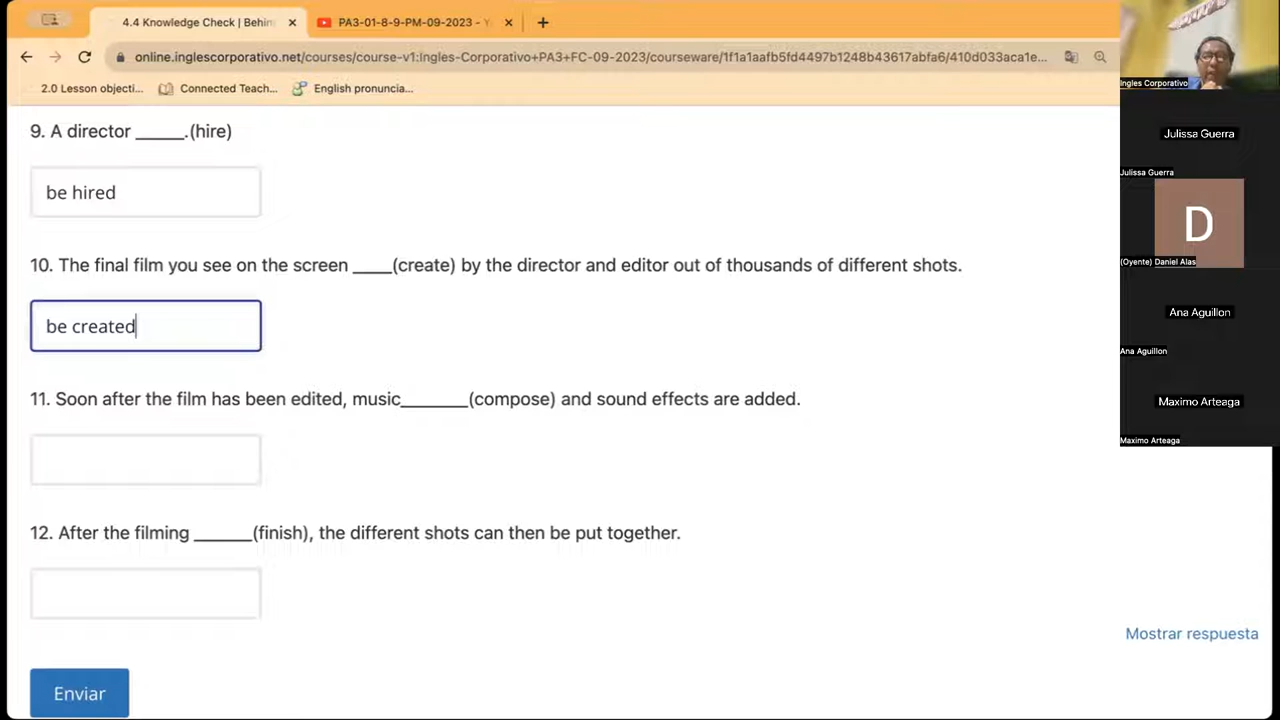 4.4 Knowledge Check | Behin
PA3-01-8-9-PM-09-2023 - Y
online.inglescorporativo.net/courses/course-v1:Ingles-Corporativo+PA3+FC-09-2023/courseware/1f1a1aafb5fd4497b1248b43617abfa6/410d033aca1e...
2.0 Lesson objecti...
Connected Teach...
English pronuncia...
9. A director _____.(hire)
be hired
10. The final film you see on the screen ____(create) by the director and editor out of thousands of different shots.
be created
11. Soon after the film has been edited, music_______(compose) and sound effects are added.
12. After the filming ______(finish), the different shots can then be put together.
Mostrar respuesta
Enviar
Ingles Corporativo
Julissa Guerra
Julissa Guerra
D
(Oyente) Daniel Alas
Ana Aguillon
Ana Aguillon
Maximo Arteaga
Maximo Arteaga